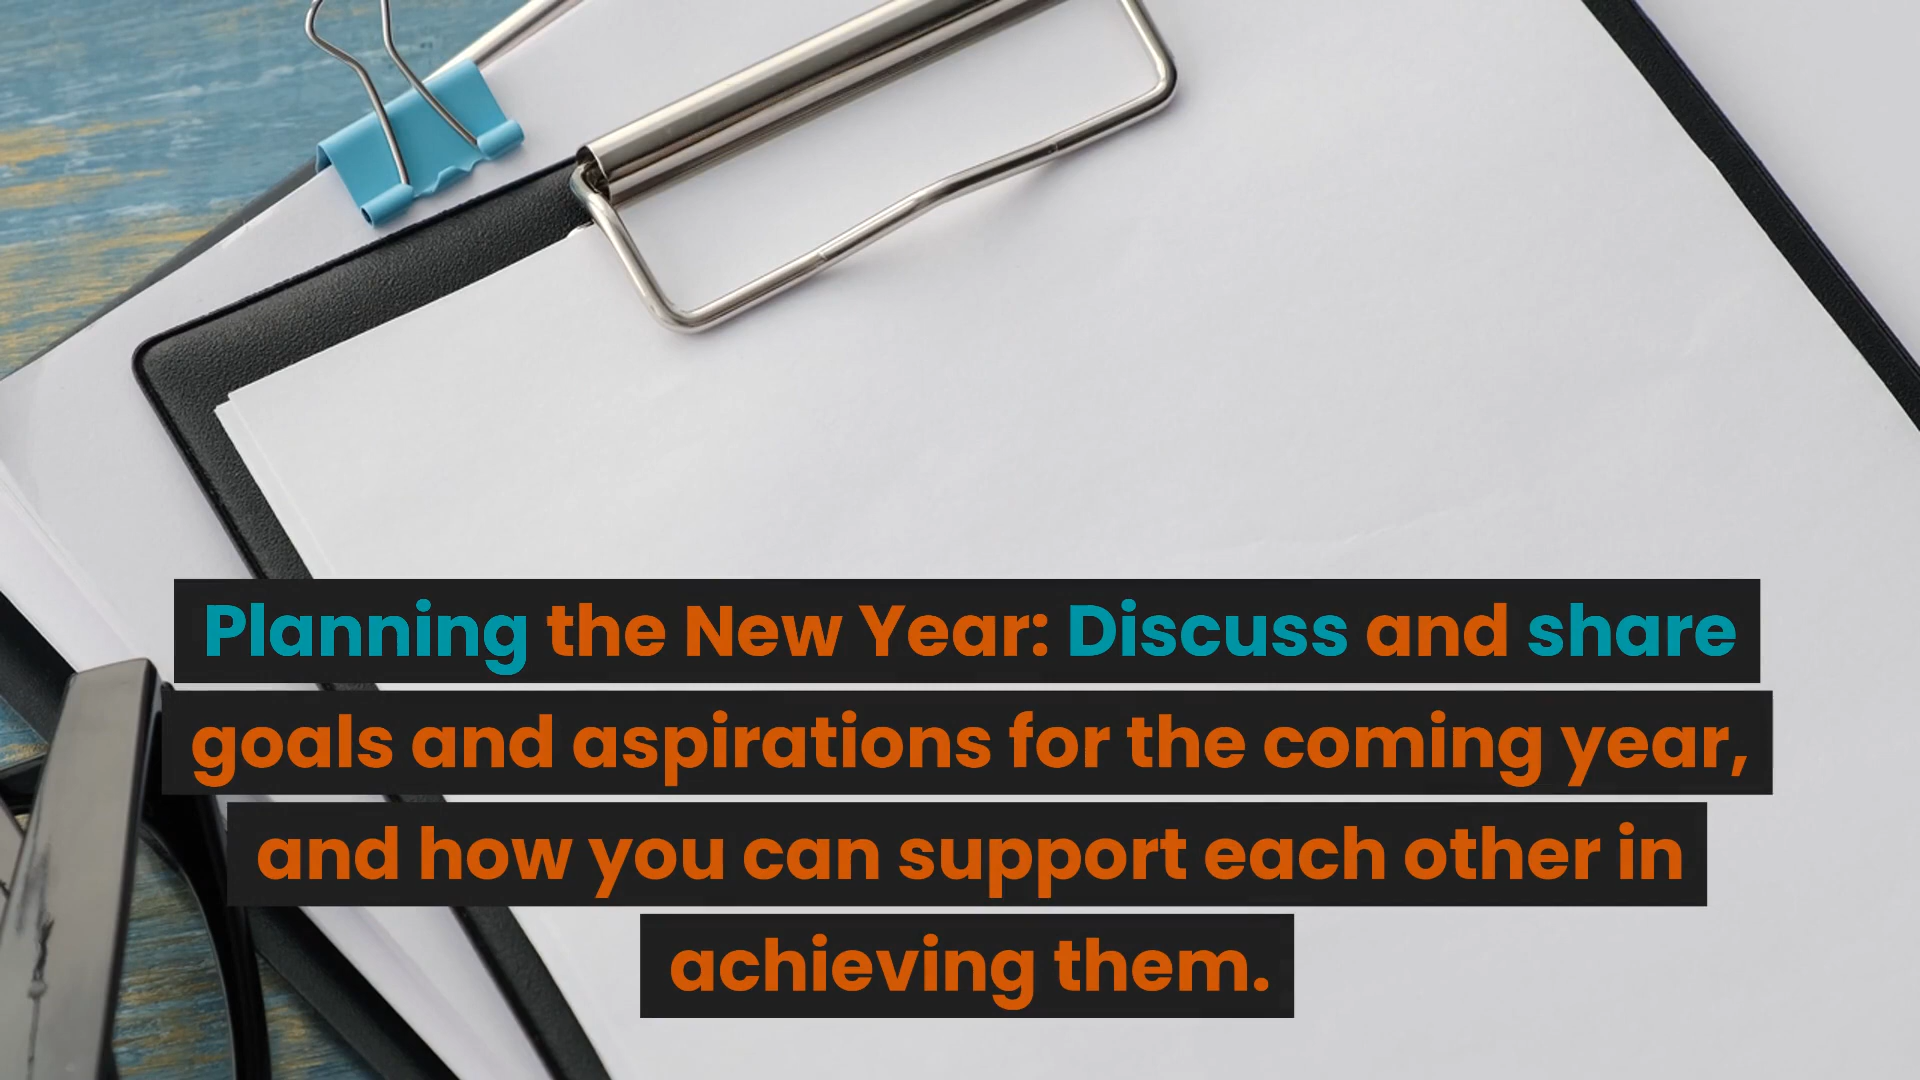 Planning the New Year: Discuss and share
goals and aspirations for the coming year,
and how you can support each other in
achieving them.